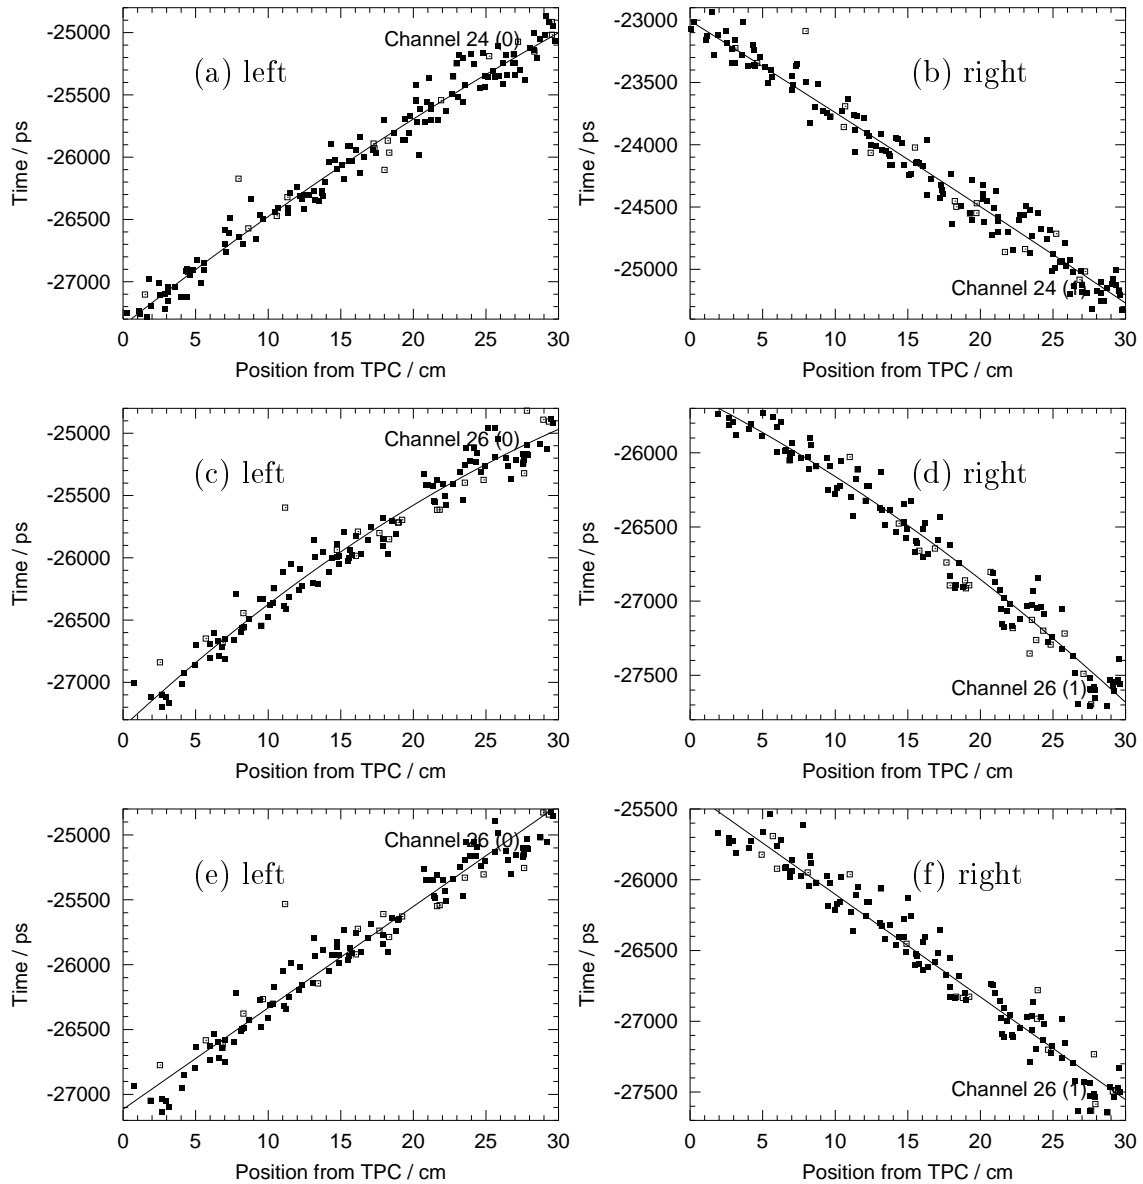 -25000
-25500
-26000
-26500
-27000
0 5 10 15 20 25 30
Time / ps
Position from TPC / cm
Channel 24 (0)
(a) left
-23000
-23500
-24000
-24500
-25000
0 5 10 15 20 25 30
Time / ps
Position from TPC / cm
(b) right
Channel 24 (1)
-25000
-25500
-26000
-26500
-27000
0 5 10 15 20 25 30
Time / ps
Position from TPC / cm
Channel 26 (0)
(c) left
-26000
-26500
-27000
-27500
0 5 10 15 20 25 30
Time / ps
Position from TPC / cm
(d) right
Channel 26 (1)
-25000
-25500
-26000
-26500
-27000
0 5 10 15 20 25 30
Time / ps
Position from TPC / cm
Channel 26 (0)
(e) left
-25500
-26000
-26500
-27000
-27500
0 5 10 15 20 25 30
Time / ps
Position from TPC / cm
(f) right
Channel 26 (1)